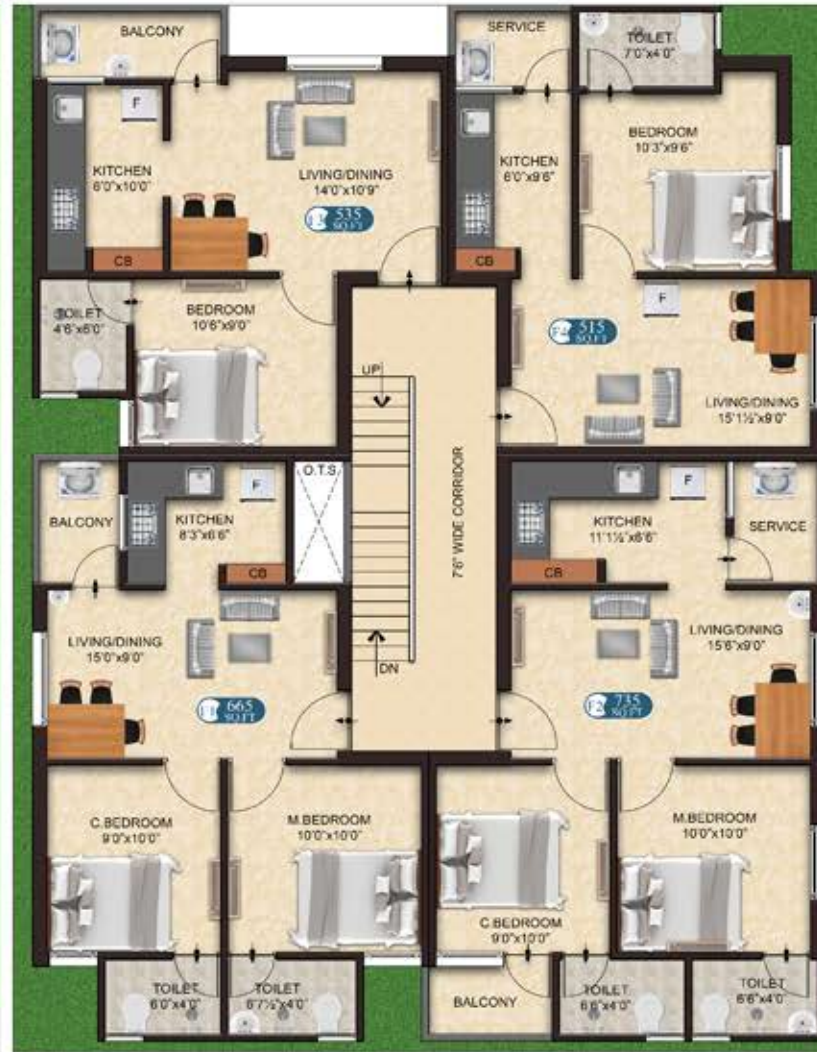 BALCONY
SERVICE
TOILET
7'0"x4'0"
F
KITCHEN
6'0"x10'0"
LIVING/DINING
14'0"x10'9"
F3 535
SQ.FT
CB
KITCHEN
6'0"x9'6"
BEDROOM
10'3"x9'6"
CB
TOILET
4'6"x6'0"
BEDROOM
10'6"x9'0"
F
F4 515
SQ.FT
LIVING/DINING
15'1½"x9'0"
UP
7'6" WIDE CORRIDOR
O.T.S
BALCONY
KITCHEN
8'3"x6'6"
F
CB
KITCHEN
11'1½"x6'6"
F
SERVICE
CB
LIVING/DINING
15'0"x9'0"
F1 665
SQ.FT
DN
LIVING/DINING
15'6"x9'0"
F2 735
SQ.FT
C.BEDROOM
9'0"x10'0"
M.BEDROOM
10'0"x10'0"
C.BEDROOM
9'0"x10'0"
M.BEDROOM
10'0"x10'0"
TOILET
6'0"x4'0"
TOILET
6'7½"x4'0"
BALCONY
TOILET
6'6"x4'0"
TOILET
6'6"x4'0"